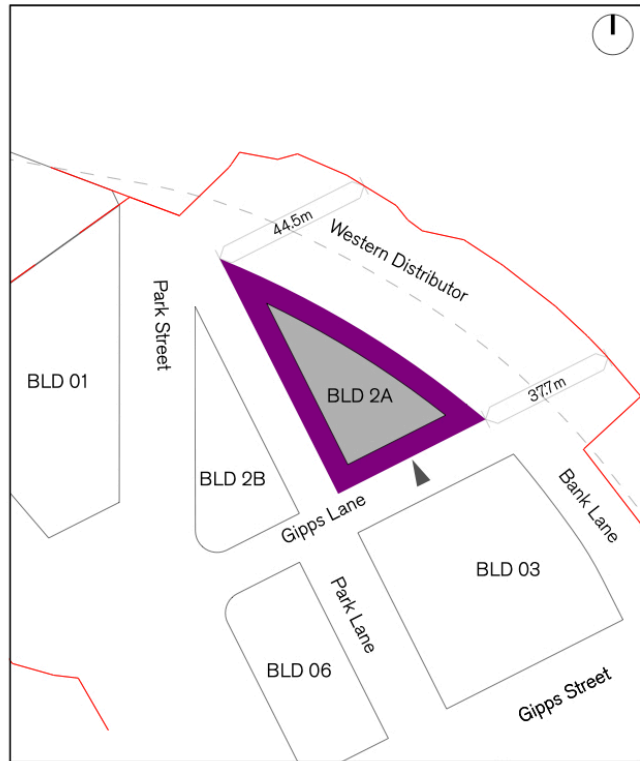 44.5m
Western Distributor
Park Street
BLD 01
BLD 2A
37.7m
BLD 2B
Gipps Lane
Bank Lane
BLD 03
Park Lane
BLD 06
Gipps Street